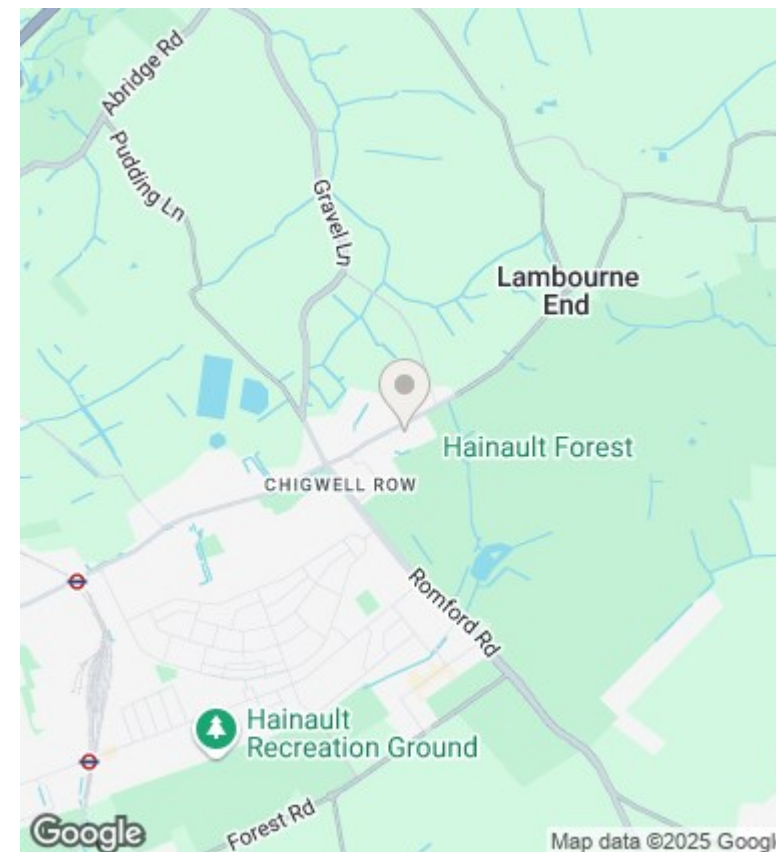 Abridge Rd
Pudding Ln
Gravel Ln
Lambourne
End
Hainault Forest
CHIGWELL ROW
Romford Rd
Hainault
Recreation Ground
Forest Rd
Google
Map data ©2025 Googl